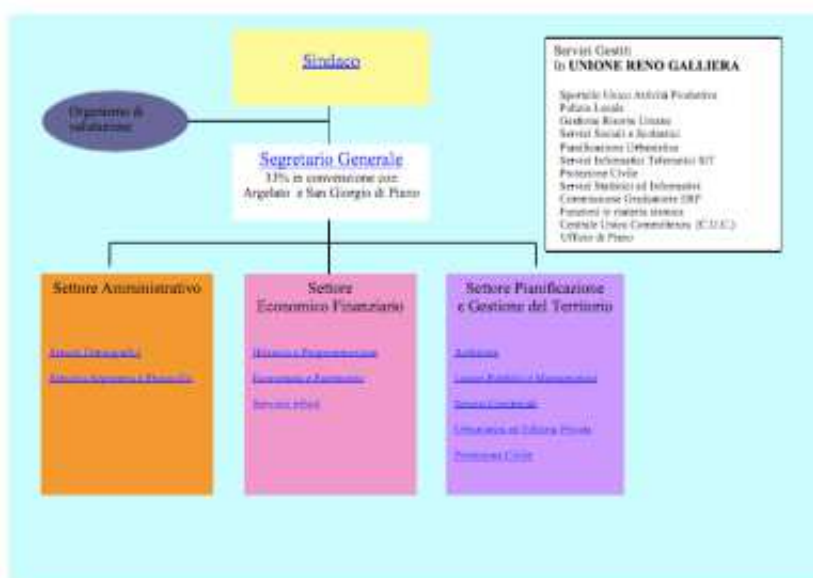 Sindaco
Servizi Gestiti
in UNIONE RENO GALLIERA
Sportello Unico Attività Produttive
Polizia Locale
Gestione Risorse Umane
Servizi Sociali e Scolastici
Pianificazione Urbanistica
Servizi Informatici Telematici SIT
Protezione Civile
Servizi Statistici ed Informativi
Commissione Graduatorie ERP
Funzioni in materia sismica
Centrale Unica Committenza (C.U.C.)
Ufficio di Piano
Organismo di
valutazione
Segretario Generale
33% in convenzione con
Argelato e San Giorgio di Piano
Settore Amministrativo
Servizi Demografici
Segreteria e Protocollo
Settore
Economico Finanziario
Bilancio e Programmazione
Economato e Patrimonio
Servizio tributi
Settore Pianificazione
e Gestione del Territorio
Ambiente
Lavori Pubblici e Manutenzioni
Servizi Cimiteriali
Urbanistica ed Edilizia Privata
Protezione Civile